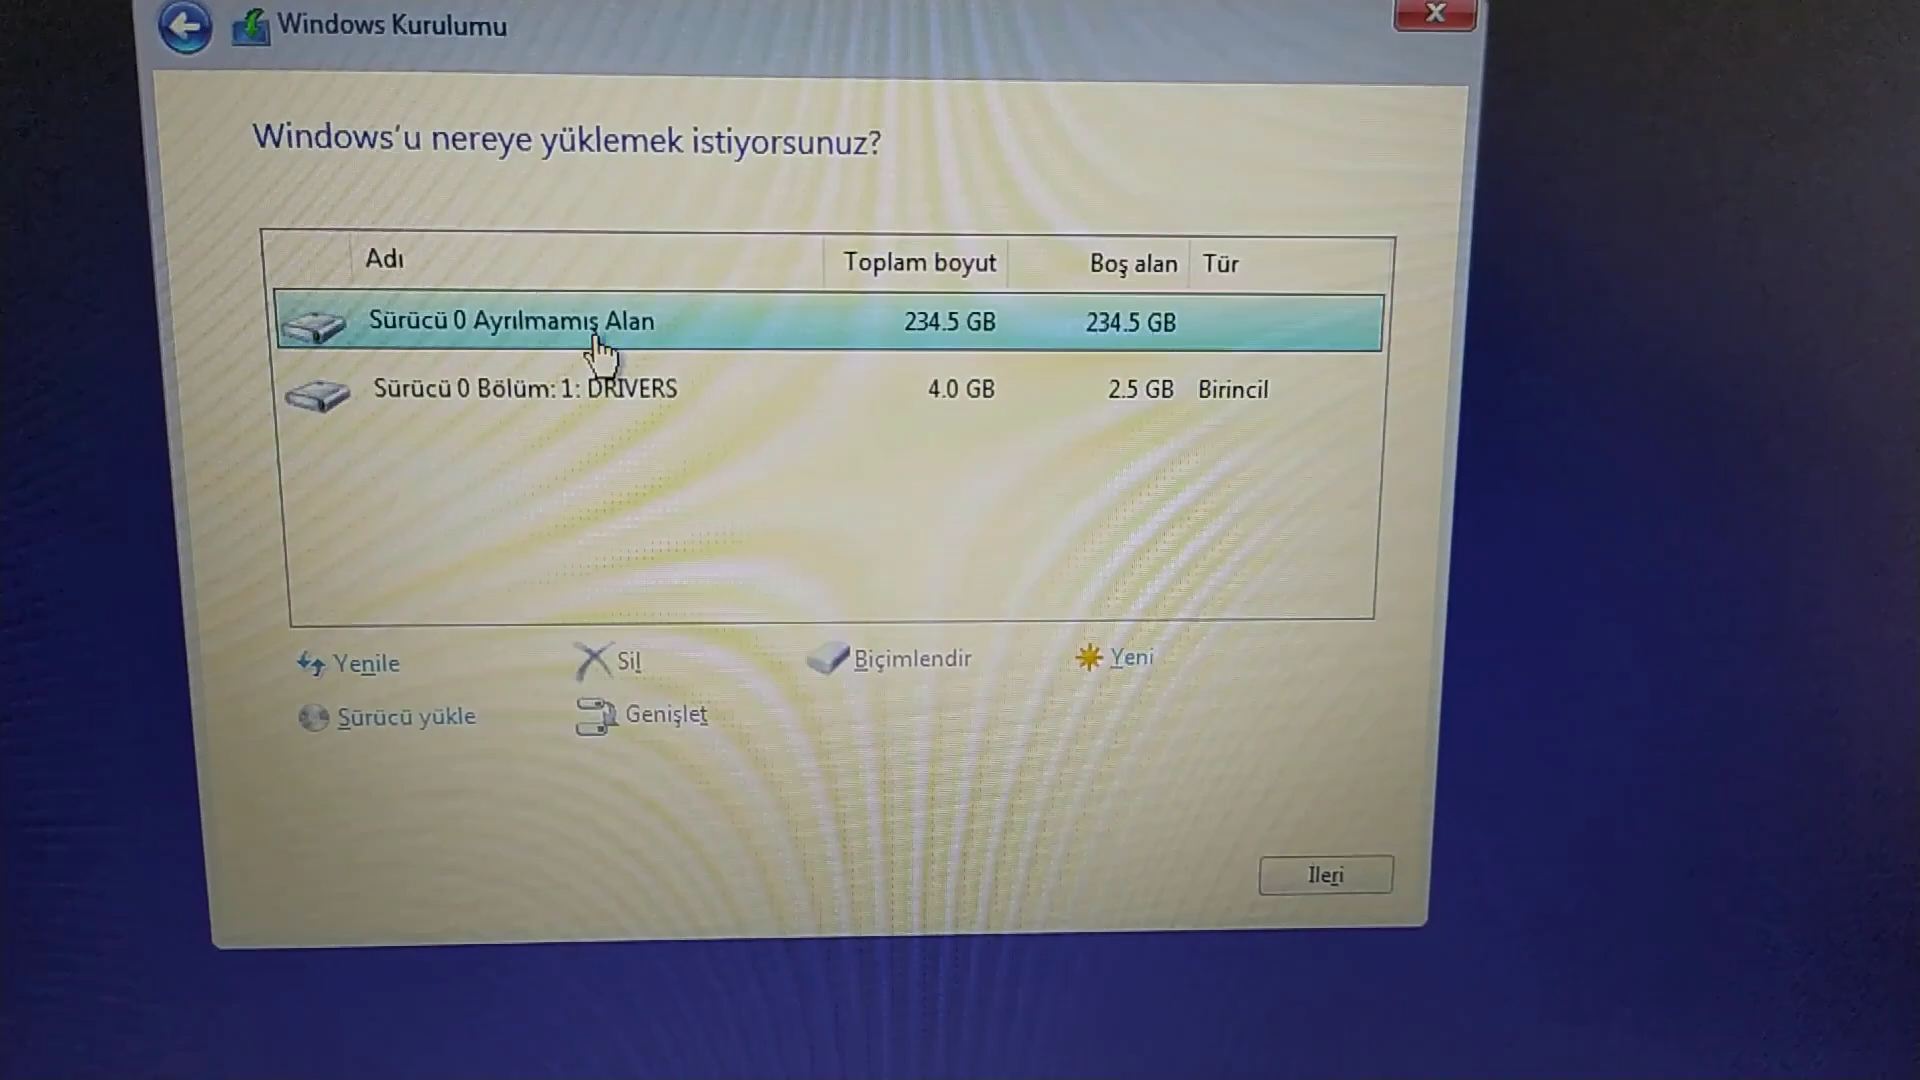 Windows Kurulumu
Windows'u nereye yüklemek istiyorsunuz?
Adı Toplam boyut Boş alan Tür
Sürücü 0 Ayrılmamış Alan 234.5 GB 234.5 GB
Sürücü 0 Bölüm: 1: DRIVERS 4.0 GB 2.5 GB Birincil
Yenile Sil Biçimlendir Yeni
Sürücü yükle Genişlet
İleri